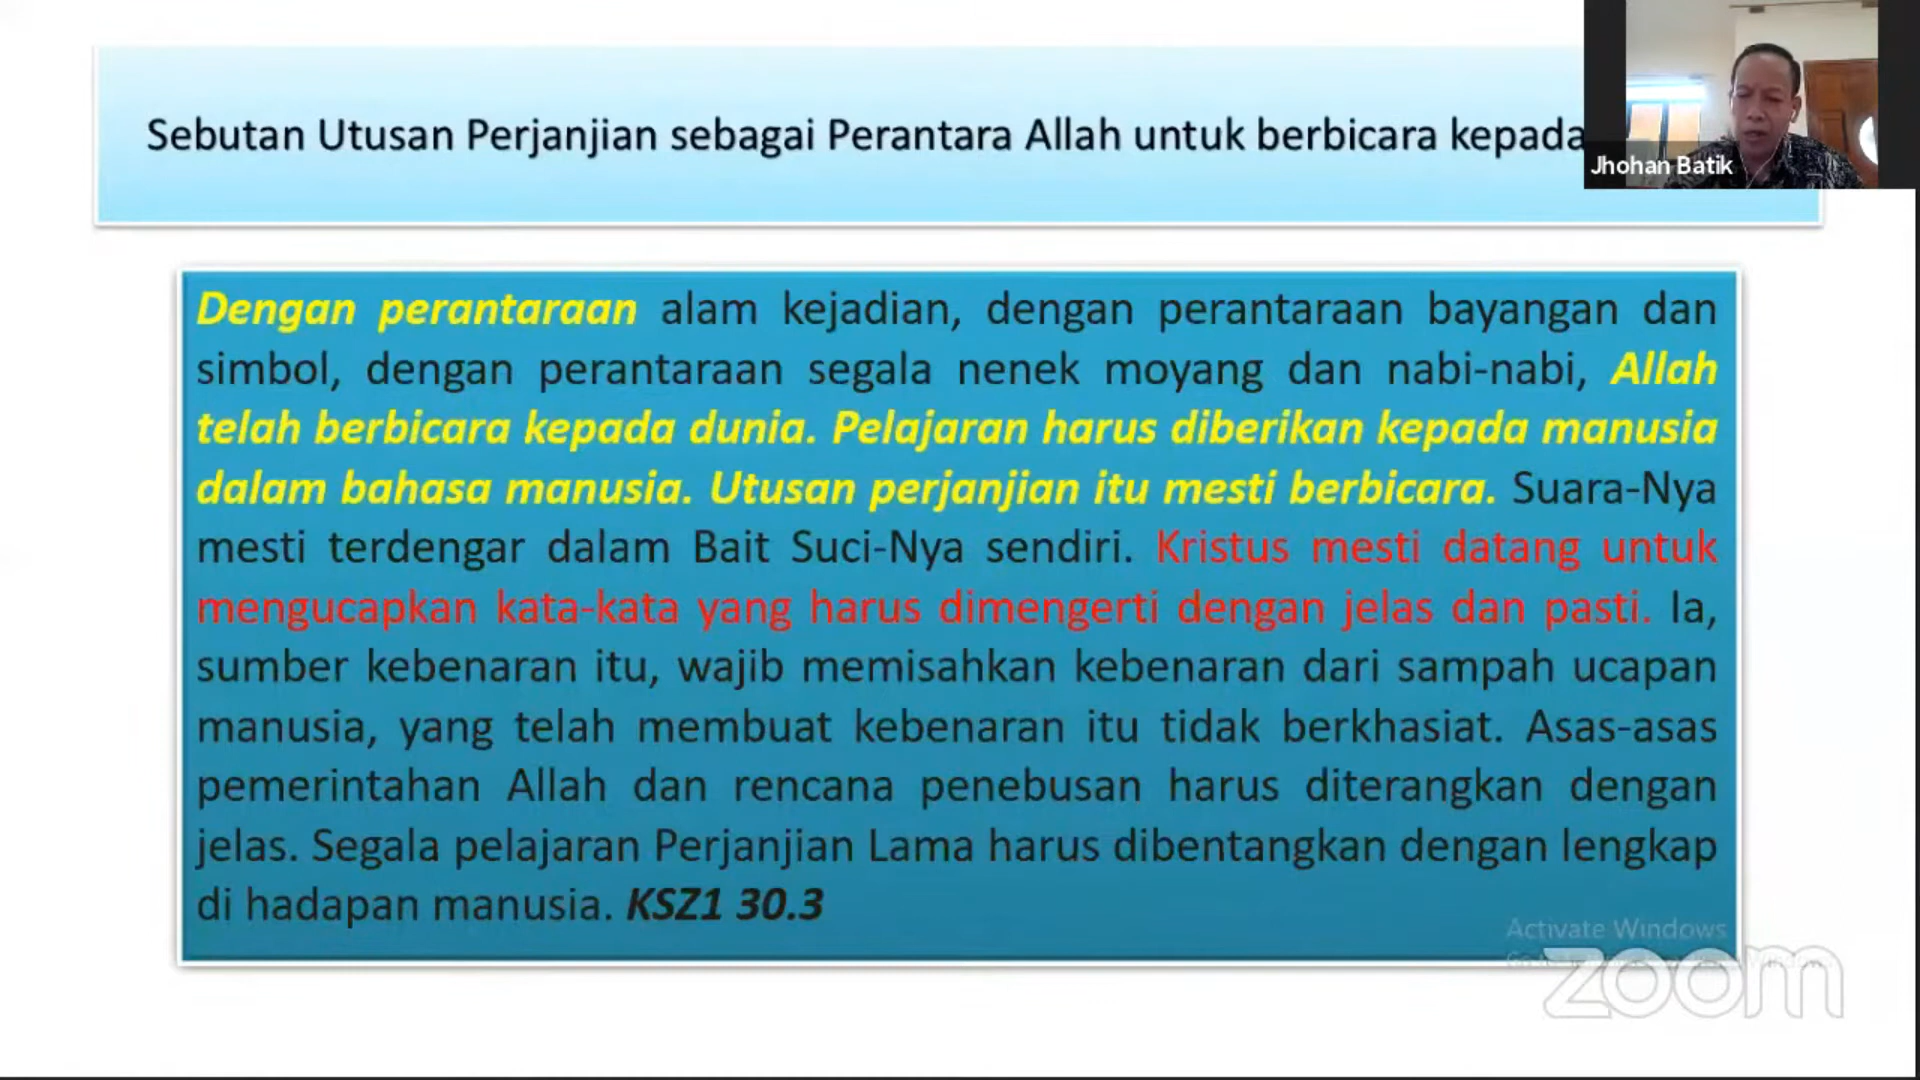 Sebutan Utusan Perjanjian sebagai Perantara Allah untuk berbicara kepada
Jhohan Batik
Dengan perantaraan alam kejadian, dengan perantaraan bayangan dan
simbol, dengan perantaraan segala nenek moyang dan nabi-nabi, Allah
telah berbicara kepada dunia. Pelajaran harus diberikan kepada manusia
dalam bahasa manusia. Utusan perjanjian itu mesti berbicara. Suara-Nya
mesti terdengar dalam Bait Suci-Nya sendiri. Kristus mesti datang untuk
mengucapkan kata-kata yang harus dimengerti dengan jelas dan pasti. Ia,
sumber kebenaran itu, wajib memisahkan kebenaran dari sampah ucapan
manusia, yang telah membuat kebenaran itu tidak berkhasiat. Asas-asas
pemerintahan Allah dan rencana penebusan harus diterangkan dengan
jelas. Segala pelajaran Perjanjian Lama harus dibentangkan dengan lengkap
di hadapan manusia. KSZ1 30.3
Activate Windows
zoom